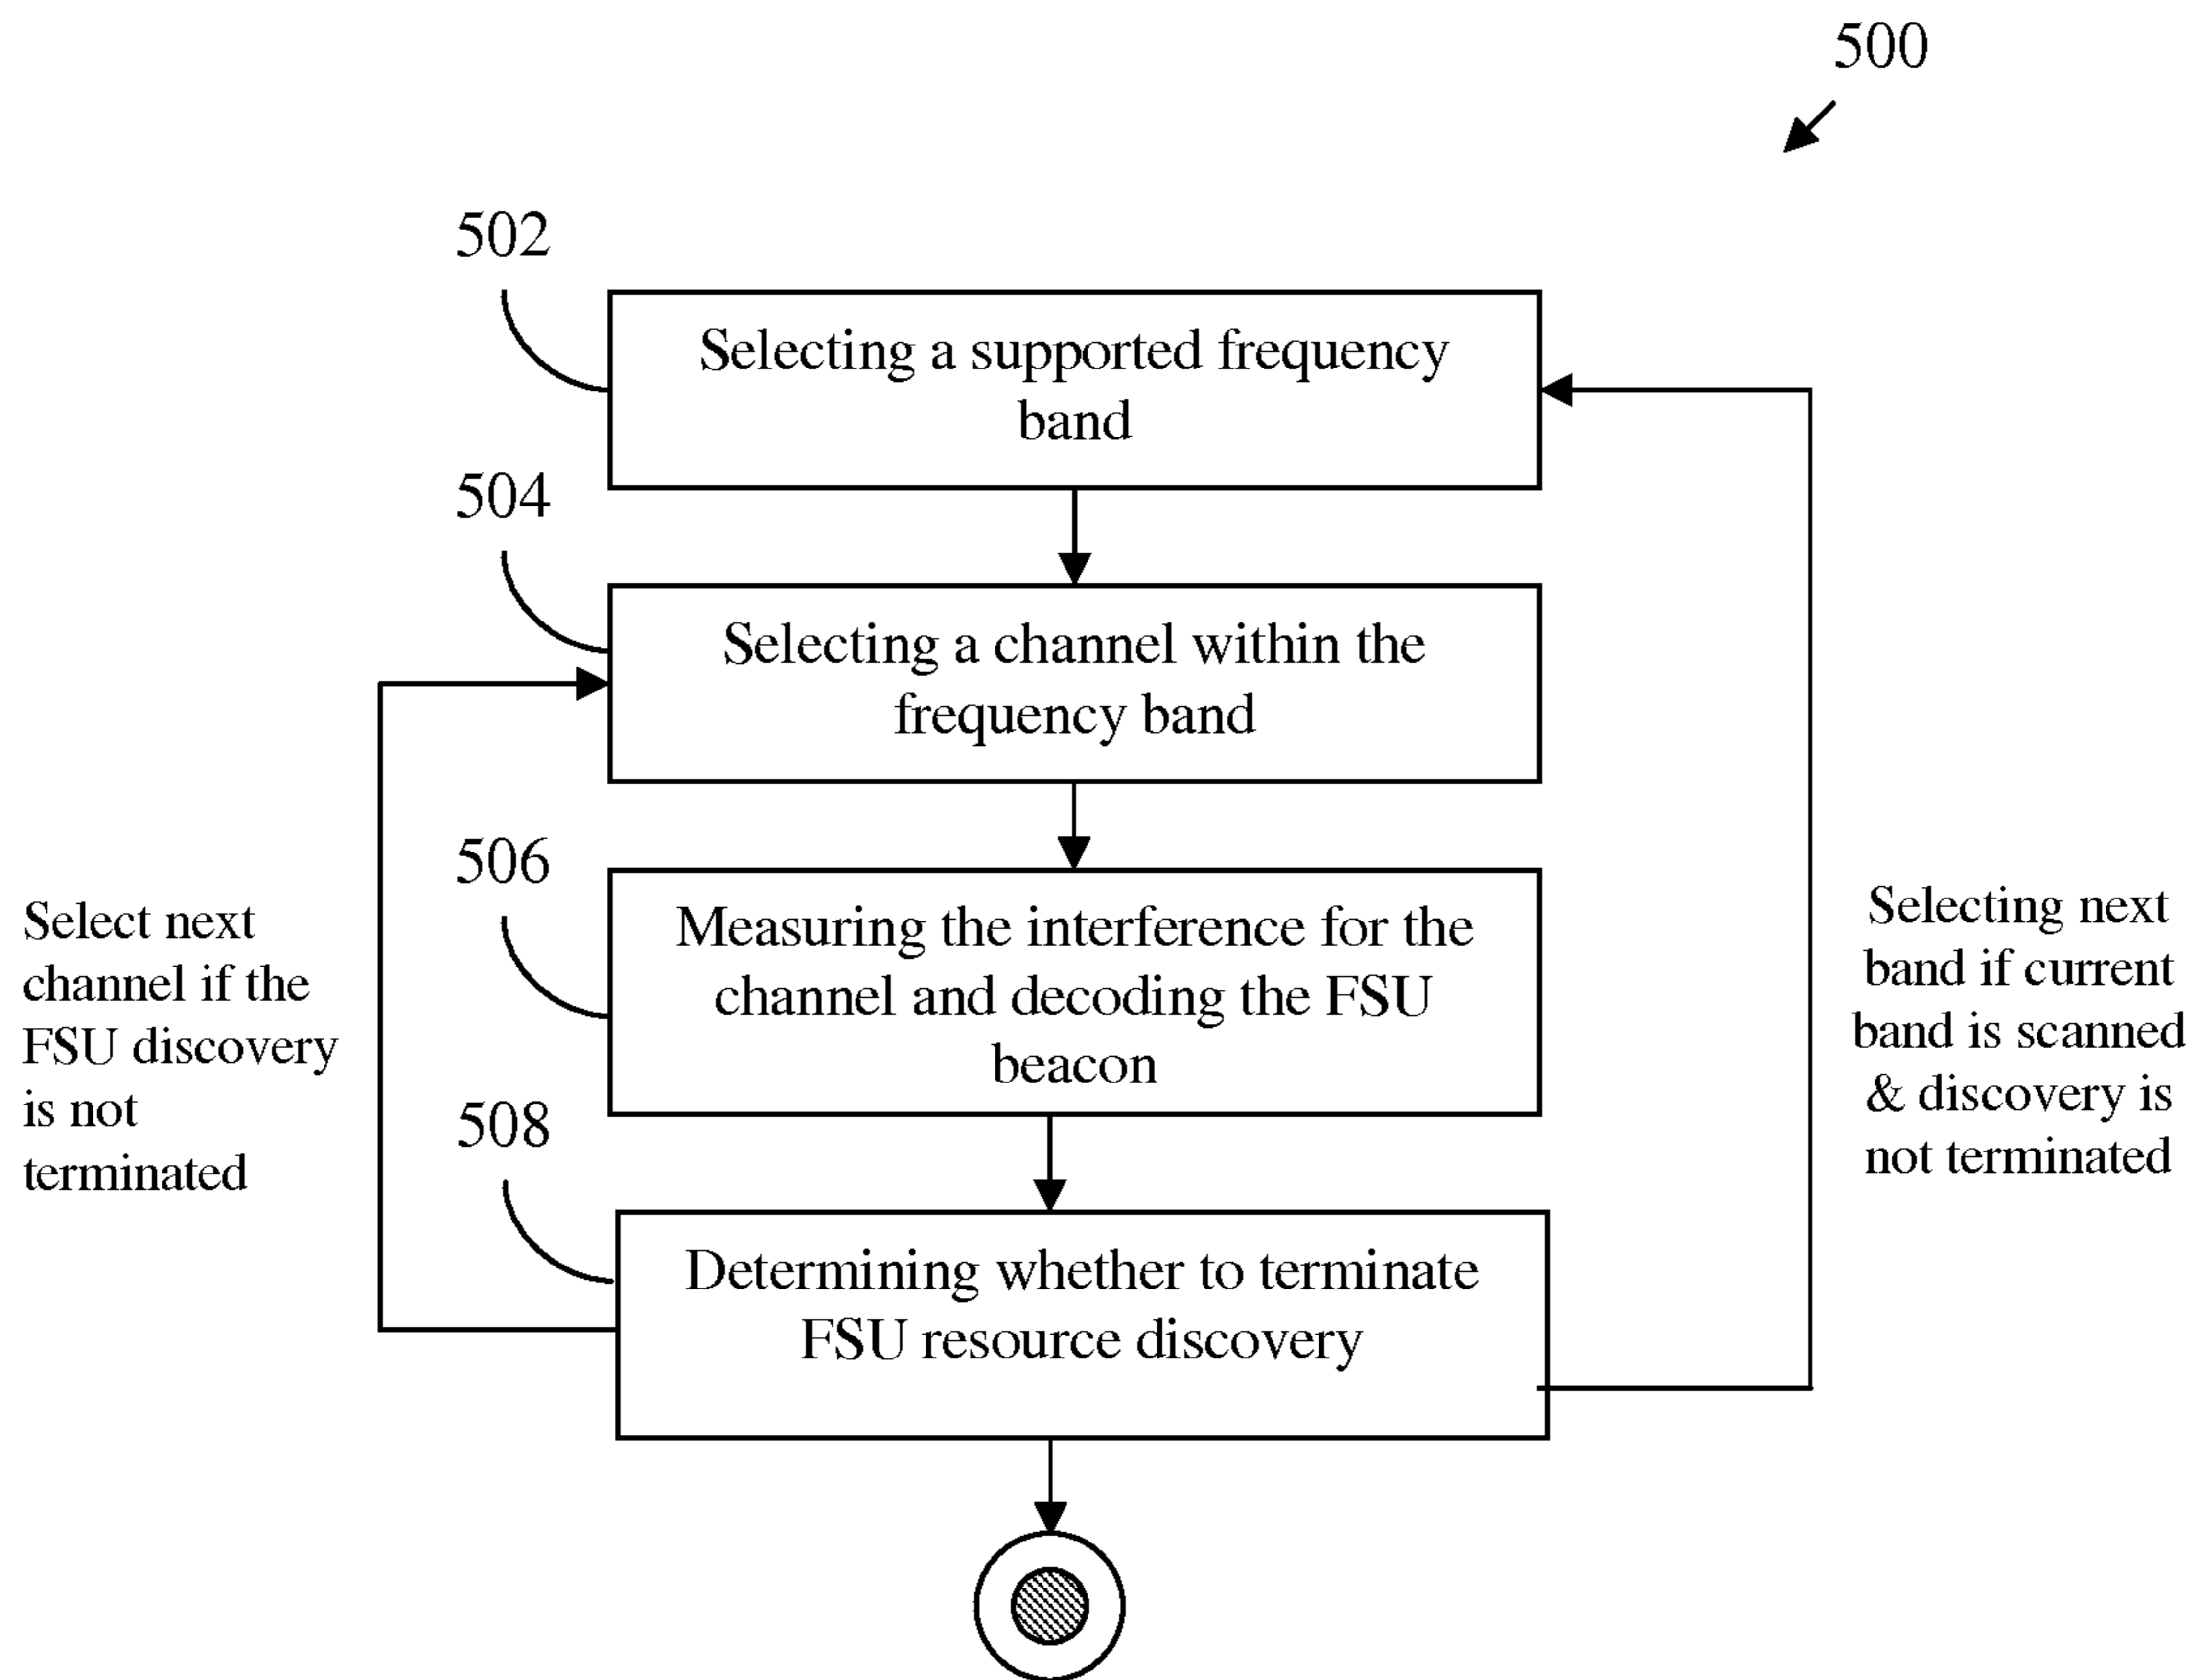 500
502
Selecting a supported frequency
band
504
Selecting a channel within the
frequency band
506
Measuring the interference for the
channel and decoding the FSU
beacon
Select next
channel if the
FSU discovery
is not
terminated
Selecting next
band if current
band is scanned
& discovery is
not terminated
508
Determining whether to terminate
FSU resource discovery